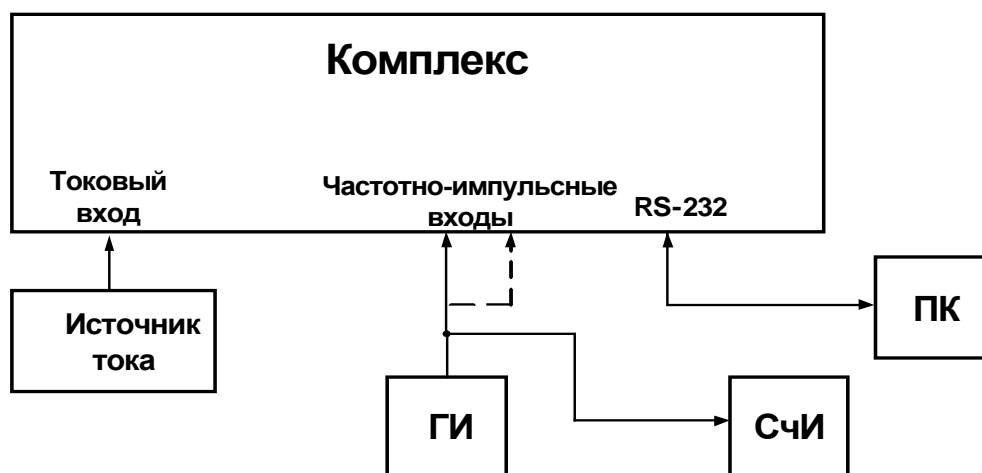 Комплекс
Токовый
вход
Частотно-импульсные
входы
RS-232
Источник
тока
ПК
ГИ
СчИ